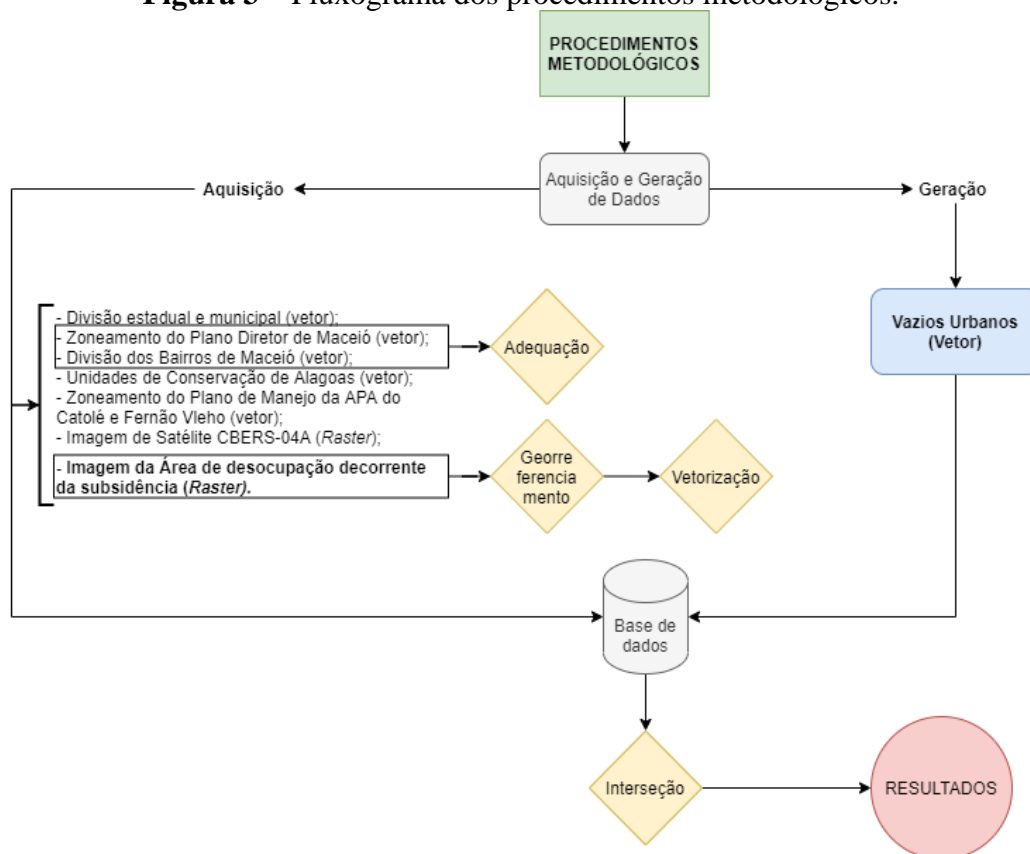 Figura 3 – Fluxograma dos procedimentos metodológicos.
PROCEDIMENTOS
METODOLÓGICOS
Aquisição e Geração
de Dados
Aquisição
Geração
- Divisão estadual e municipal (vetor);
- Zoneamento do Plano Diretor de Maceió (vetor);
- Divisão dos Bairros de Maceió (vetor);
- Unidades de Conservação de Alagoas (vetor);
- Zoneamento do Plano de Manejo da APA do
Catolé e Fernão Vleho (vetor);
- Imagem de Satélite CBERS-04A (Raster);
- Imagem da Área de desocupação decorrente
da subsidência (Raster).
Adequação
Georre
ferencia
mento
Vetorização
Vazios Urbanos
(Vetor)
Base de
dados
Interseção
RESULTADOS